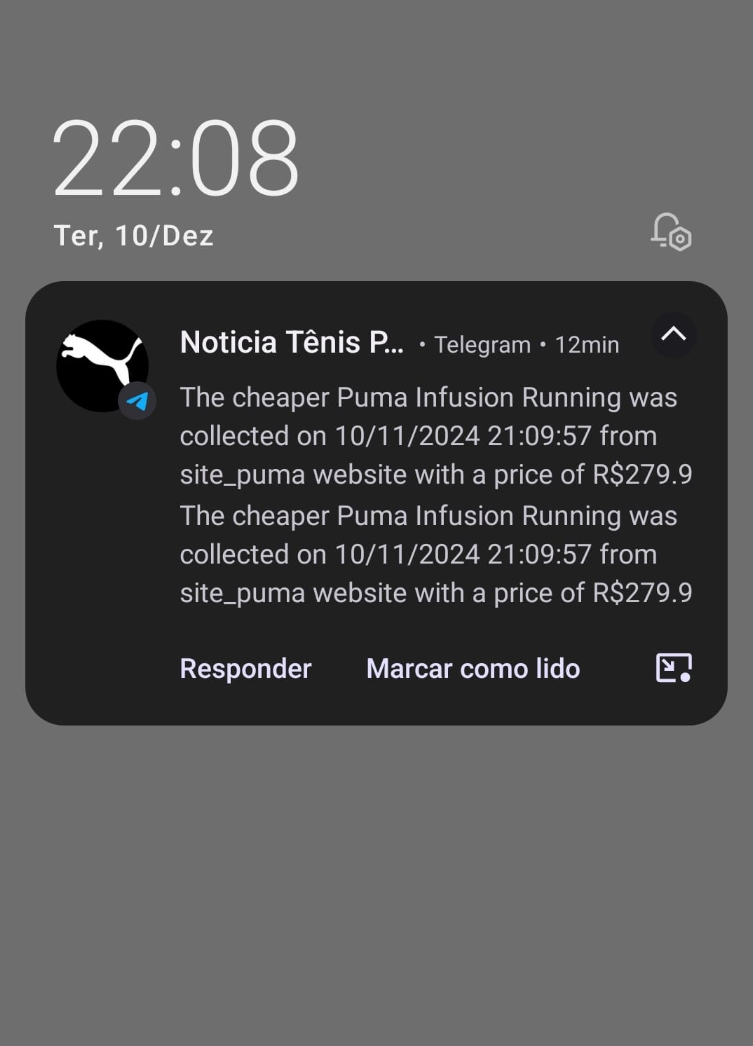 22:08
Ter, 10/Dez
Noticia Tênis P... • Telegram • 12min
The cheaper Puma Infusion Running was
collected on 10/11/2024 21:09:57 from
site_puma website with a price of R$279.9
The cheaper Puma Infusion Running was
collected on 10/11/2024 21:09:57 from
site_puma website with a price of R$279.9
Responder Marcar como lido